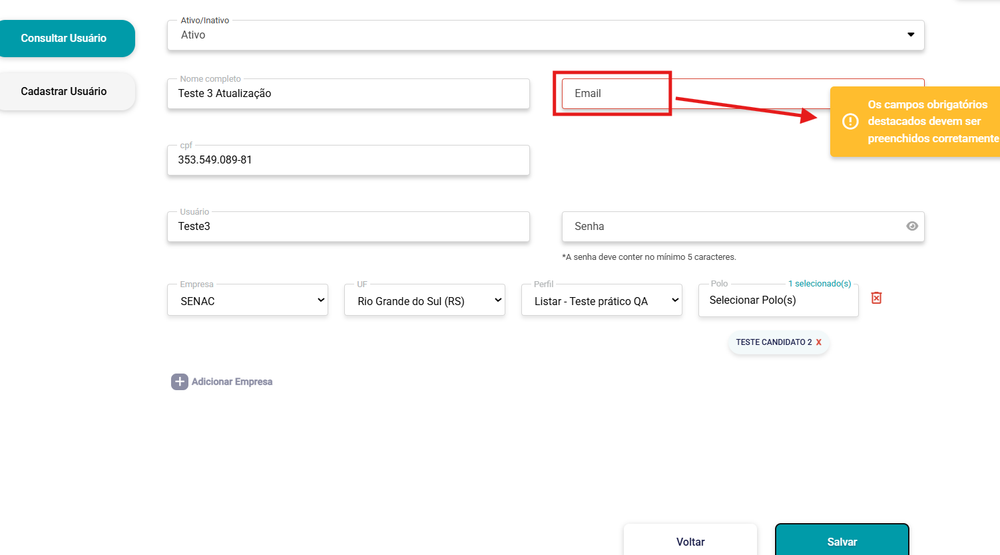 Ativo/Inativo
Ativo
Consultar Usuário
Cadastrar Usuário
Nome completo
Teste 3 Atualização
Email
Os campos obrigatórios
destacados devem ser
preenchidos corretamente
cpf
353.549.089-81
Usuário
Teste3
Senha
*A senha deve conter no mínimo 5 caracteres.
Empresa
SENAC
UF
Rio Grande do Sul (RS)
Perfil
Listar - Teste prático QA
Polo
1 selecionado(s)
Selecionar Polo(s)
TESTE CANDIDATO 2 X
Adicionar Empresa
Voltar
Salvar